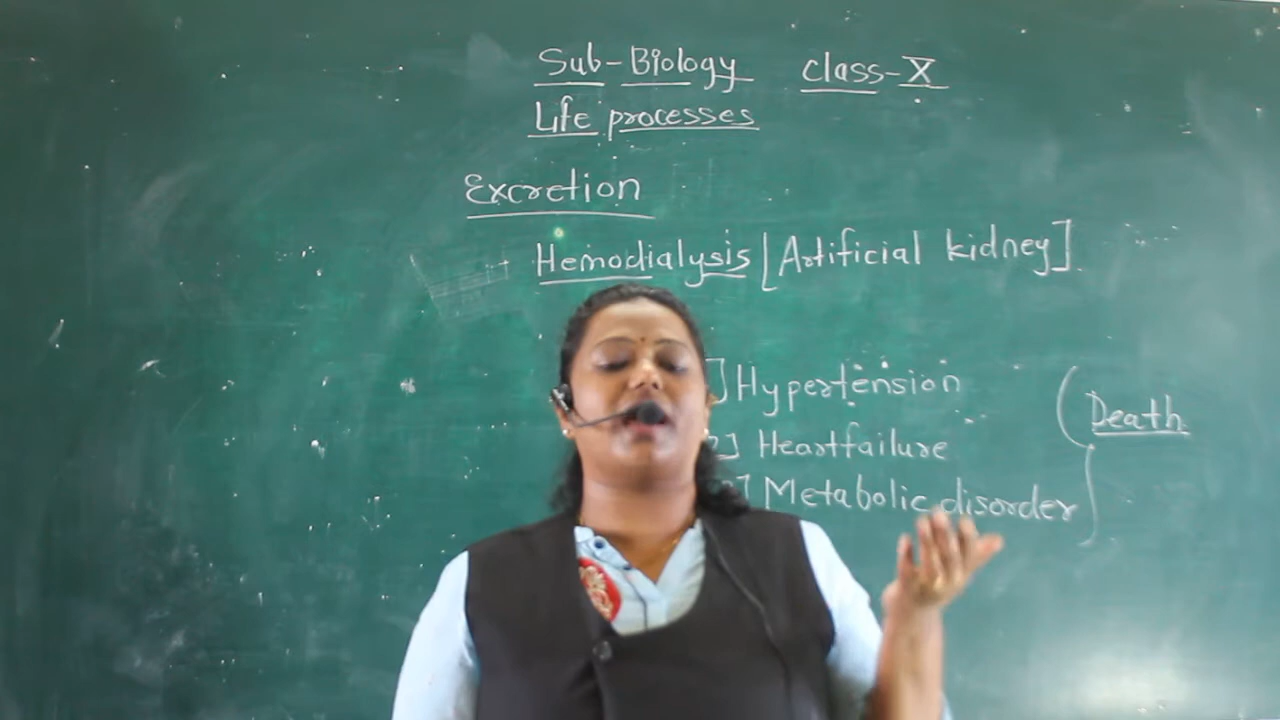 Sub-Biology class-X
Life processes
Excretion
Hemodialysis [Artificial kidney]
] Hypertension
Death
] Heartfailure
] Metabolic disorder